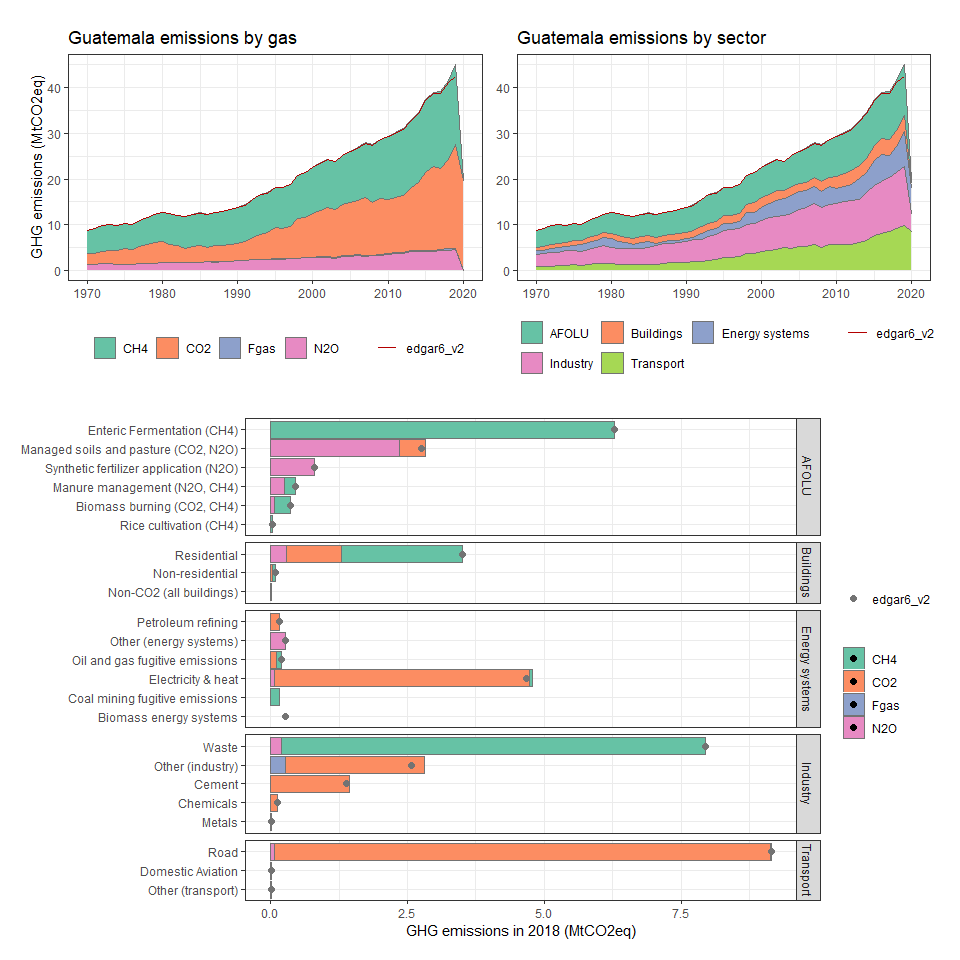 Guatemala emissions by gas
GHG emissions (MtCO2eq)
40
30
20
10
0
1970 1980 1990 2000 2010 2020
CH4 CO2 Fgas N2O edgar6_v2
Guatemala emissions by sector
40
30
20
10
0
1970 1980 1990 2000 2010 2020
AFOLU Buildings Energy systems edgar6_v2
Industry Transport
Enteric Fermentation (CH4)
Managed soils and pasture (CO2, N2O)
Synthetic fertilizer application (N2O)
Manure management (N2O, CH4)
Biomass burning (CO2, CH4)
Rice cultivation (CH4)
AFOLU
Residential
Non-residential
Non-CO2 (all buildings)
Buildings
Petroleum refining
Other (energy systems)
Oil and gas fugitive emissions
Electricity & heat
Coal mining fugitive emissions
Biomass energy systems
Energy systems
Waste
Other (industry)
Cement
Chemicals
Metals
Industry
Road
Domestic Aviation
Other (transport)
Transport
0.0 2.5 5.0 7.5
GHG emissions in 2018 (MtCO2eq)
edgar6_v2
CH4
CO2
Fgas
N2O